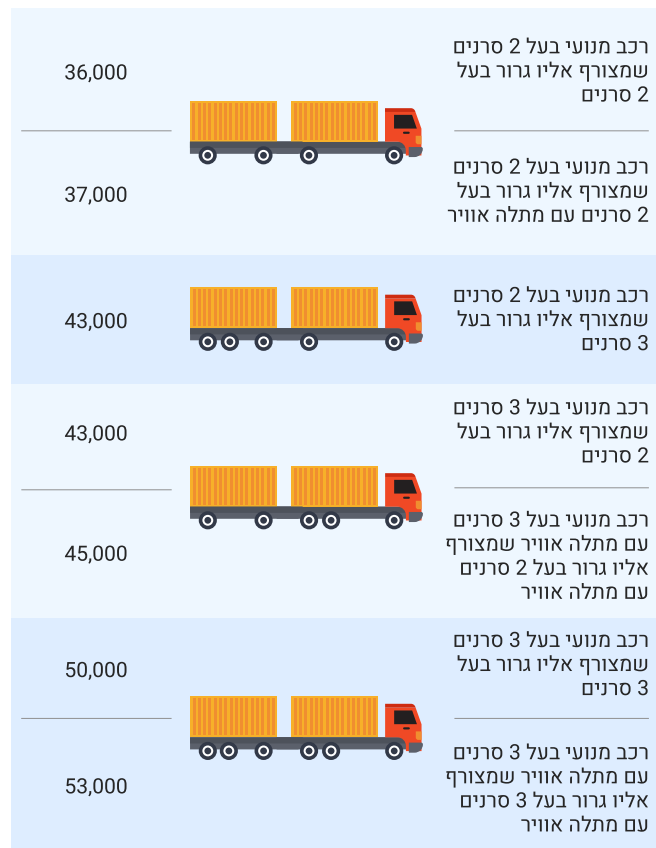 רכב מנועי בעל 2 סרנים
שמצורף אליו גרור בעל
2 סרנים
36,000
רכב מנועי בעל 2 סרנים
שמצורף אליו גרור בעל
2 סרנים עם מתלה אוויר
37,000
רכב מנועי בעל 2 סרנים
שמצורף אליו גרור בעל
3 סרנים
43,000
רכב מנועי בעל 3 סרנים
שמצורף אליו גרור בעל
2 סרנים
43,000
רכב מנועי בעל 3 סרנים
עם מתלה אוויר שמצורף
אליו גרור בעל 2 סרנים
עם מתלה אוויר
45,000
רכב מנועי בעל 3 סרנים
שמצורף אליו גרור בעל
3 סרנים
50,000
רכב מנועי בעל 3 סרנים
עם מתלה אוויר שמצורף
אליו גרור בעל 3 סרנים
עם מתלה אוויר
53,000